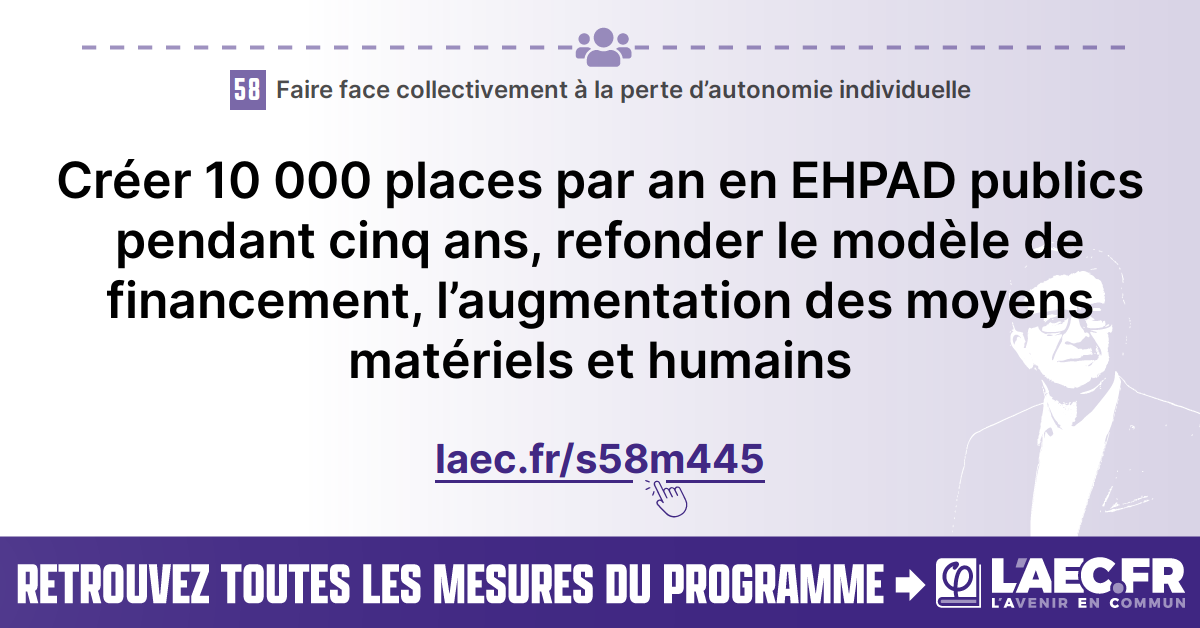 58 Faire face collectivement à la perte d’autonomie individuelle
Créer 10 000 places par an en EHPAD publics
pendant cinq ans, refonder le modèle de
financement, l’augmentation des moyens
matériels et humains
laec.fr/s58m445
RETROUVEZ TOUTES LES MESURES DU PROGRAMME
φ L’AEC.FR
L’AVENIR EN COMMUN